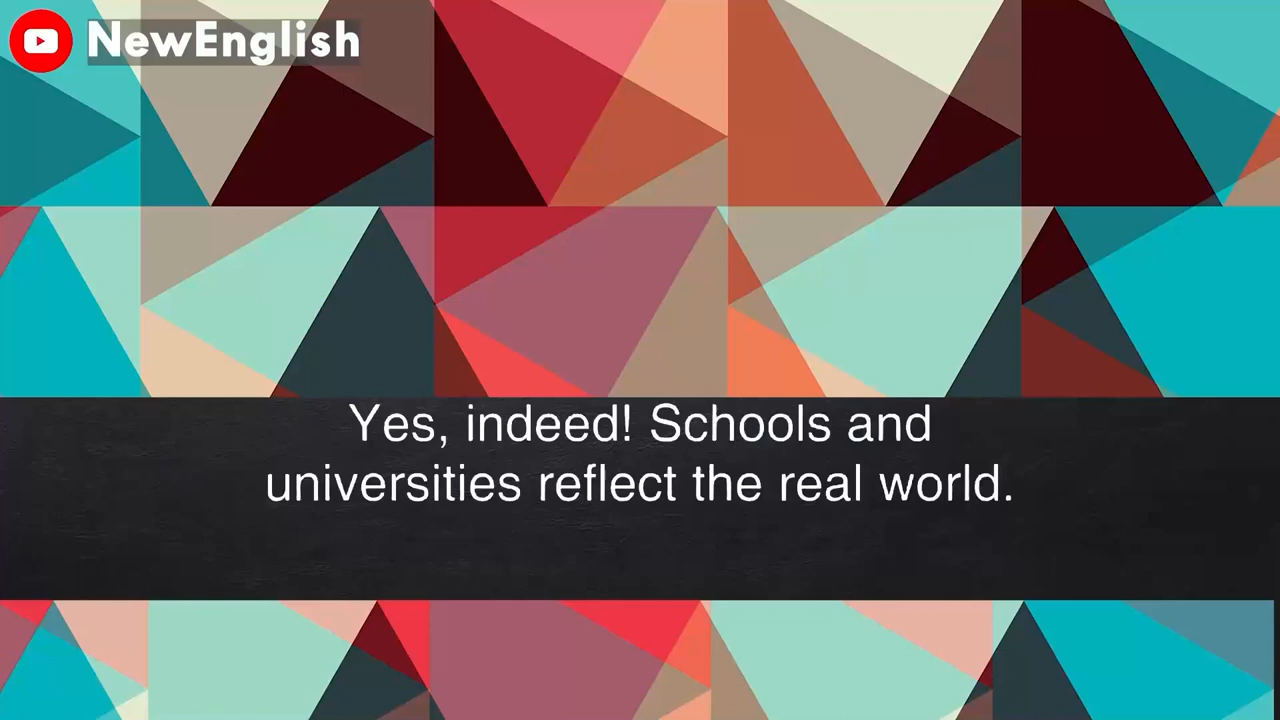 NewEnglish
Yes, indeed! Schools and
universities reflect the real world.